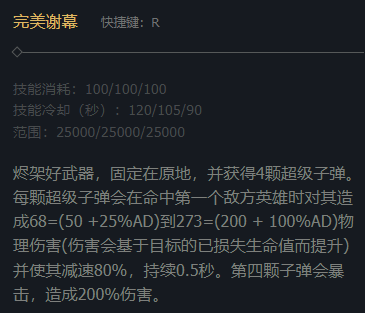 完美谢幕 快捷键：R
技能消耗：100/100/100
技能冷却（秒）：120/105/90
范围：25000/25000/25000
烬架好武器，固定在原地，并获得4颗超级子弹。
每颗超级子弹会在命中第一个敌方英雄时对其造
成68=(50 +25%AD)到273=(200 + 100%AD)物
理伤害(伤害会基于目标的已损失生命值而提升)
并使其减速80%，持续0.5秒。第四颗子弹会暴
击，造成200%伤害。